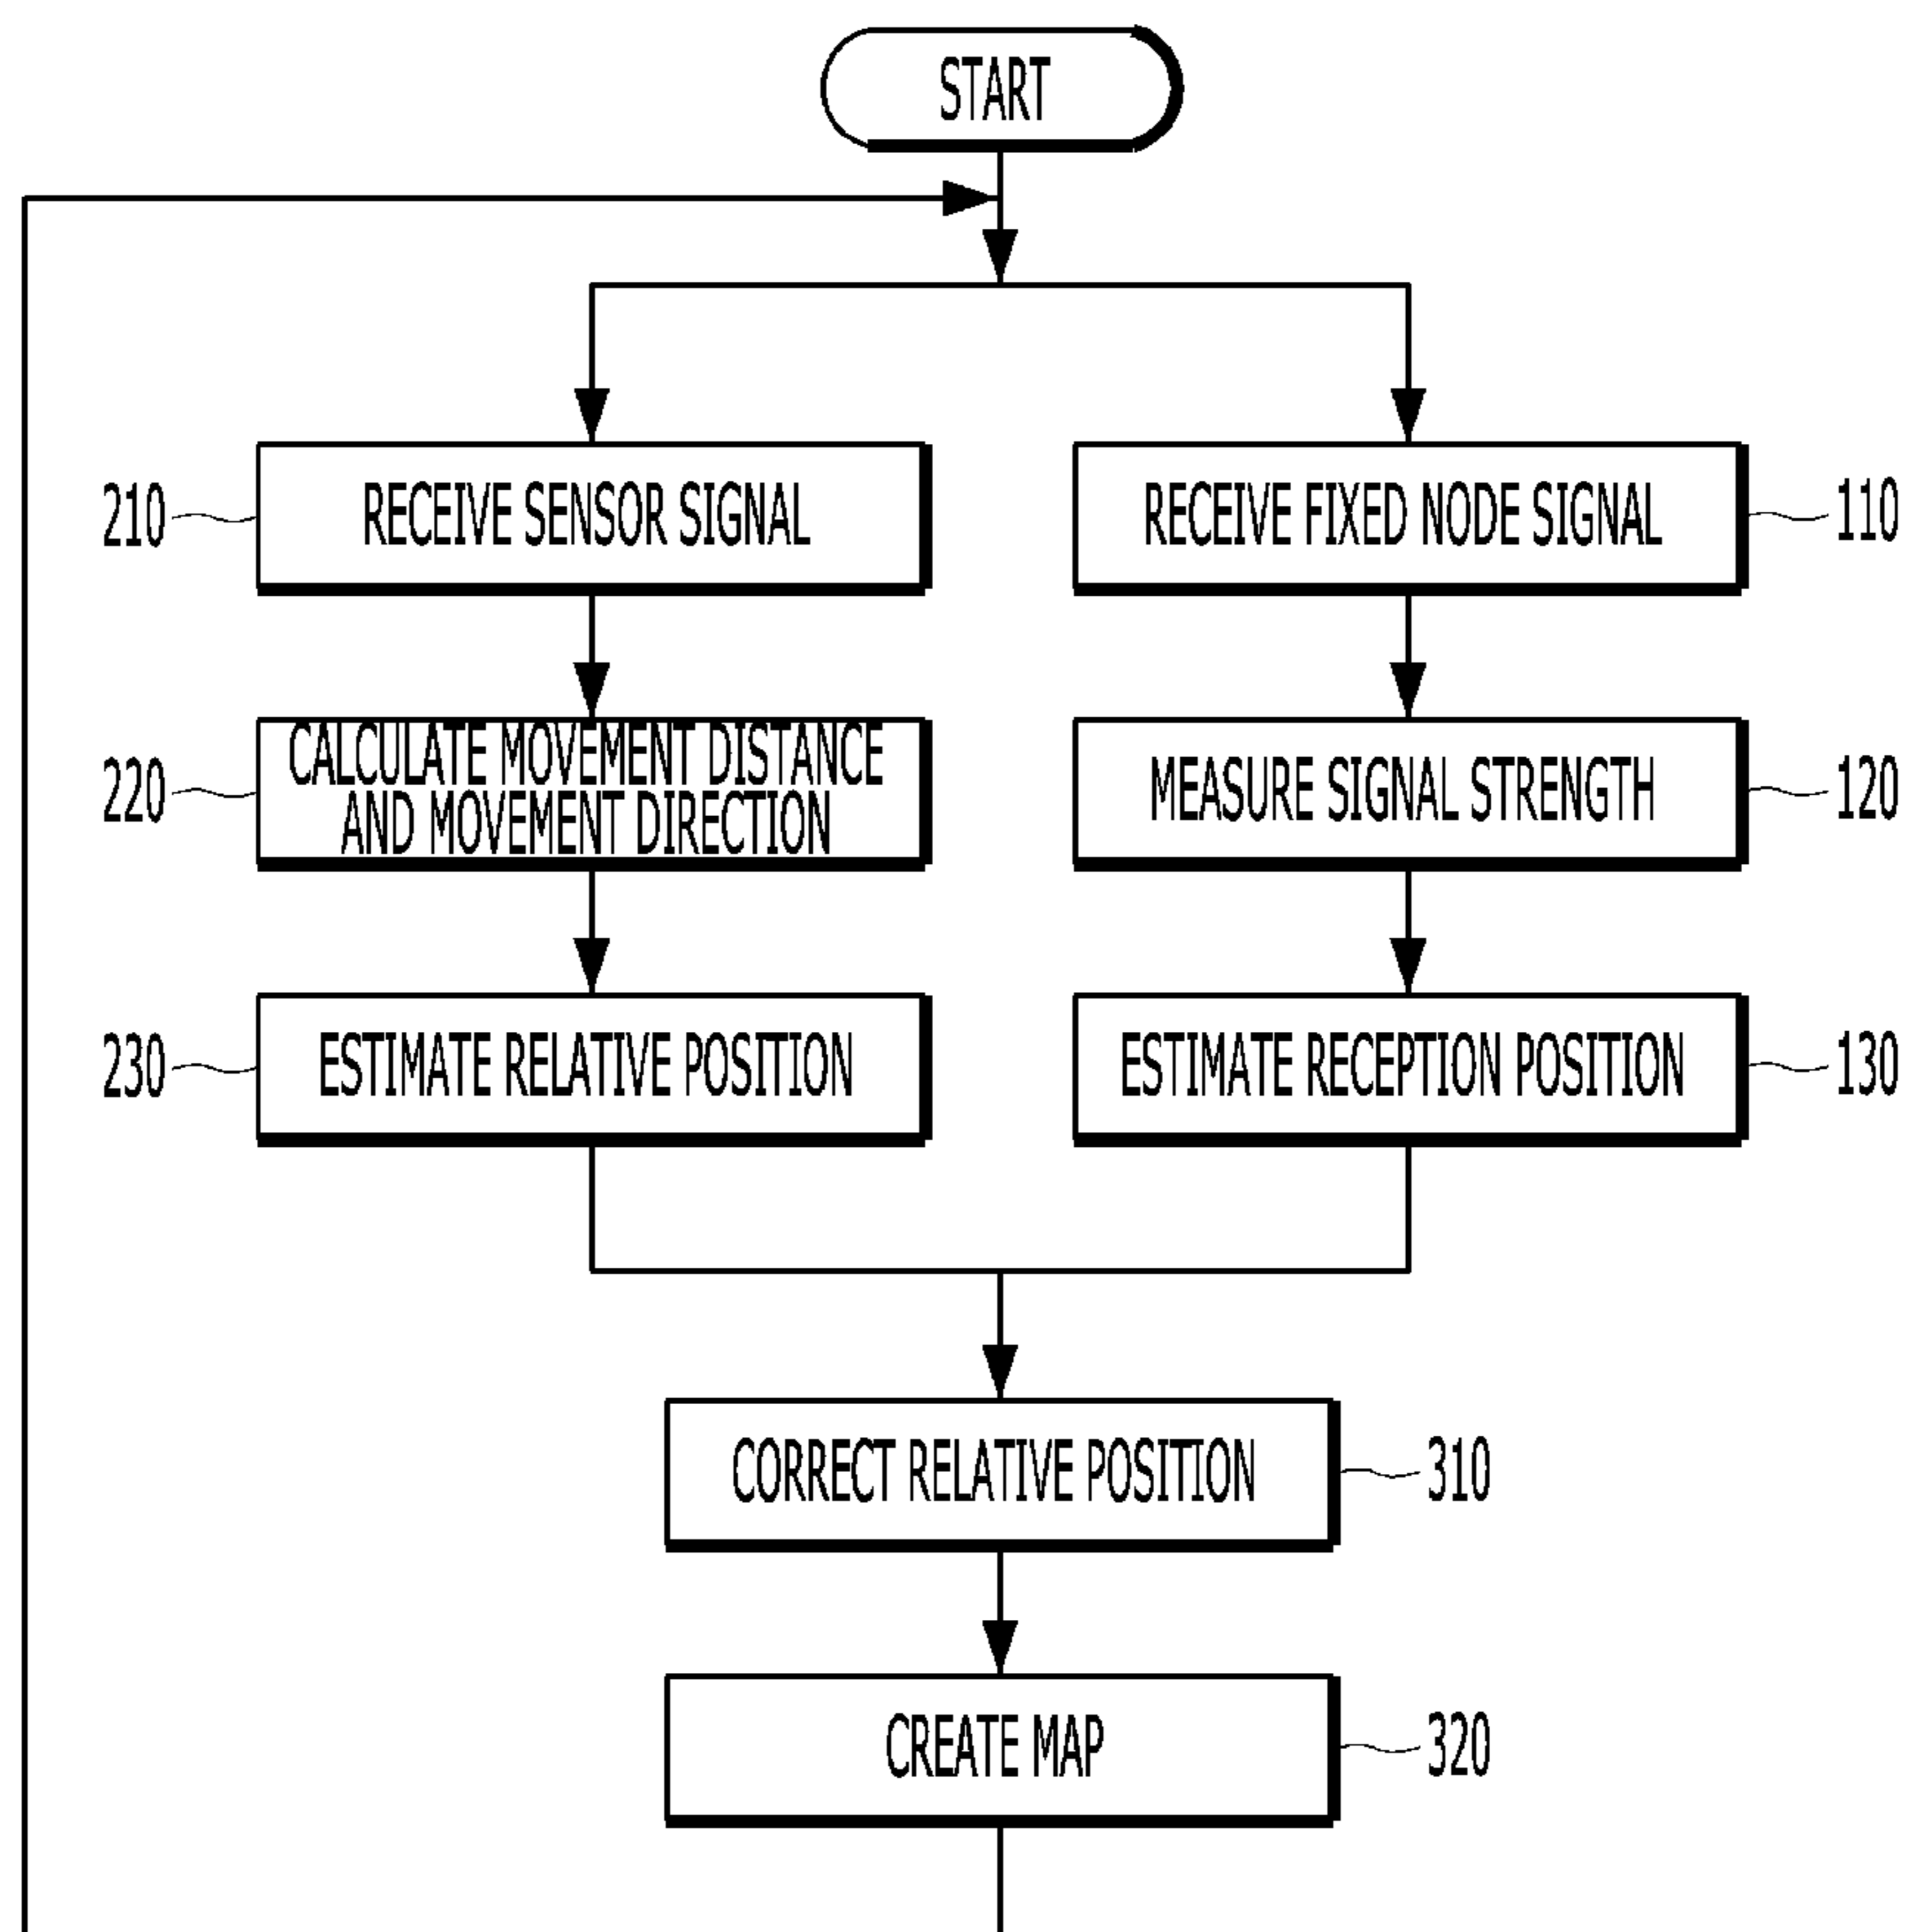 START
210
RECEIVE SENSOR SIGNAL
RECEIVE FIXED NODE SIGNAL
110
220
CALCULATE MOVEMENT DISTANCE
AND MOVEMENT DIRECTION
MEASURE SIGNAL STRENGTH
120
230
ESTIMATE RELATIVE POSITION
ESTIMATE RECEPTION POSITION
130
CORRECT RELATIVE POSITION
310
CREATE MAP
320